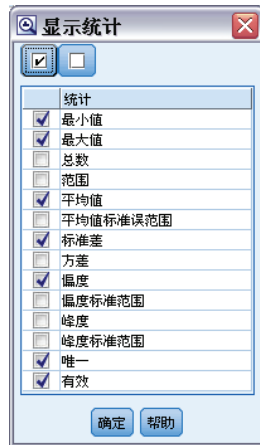 显示统计
统计
最小值
最大值
总数
范围
平均值
平均值标准误范围
标准差
方差
偏度
偏度标准范围
峰度
峰度标准范围
唯一
有效
确定 帮助